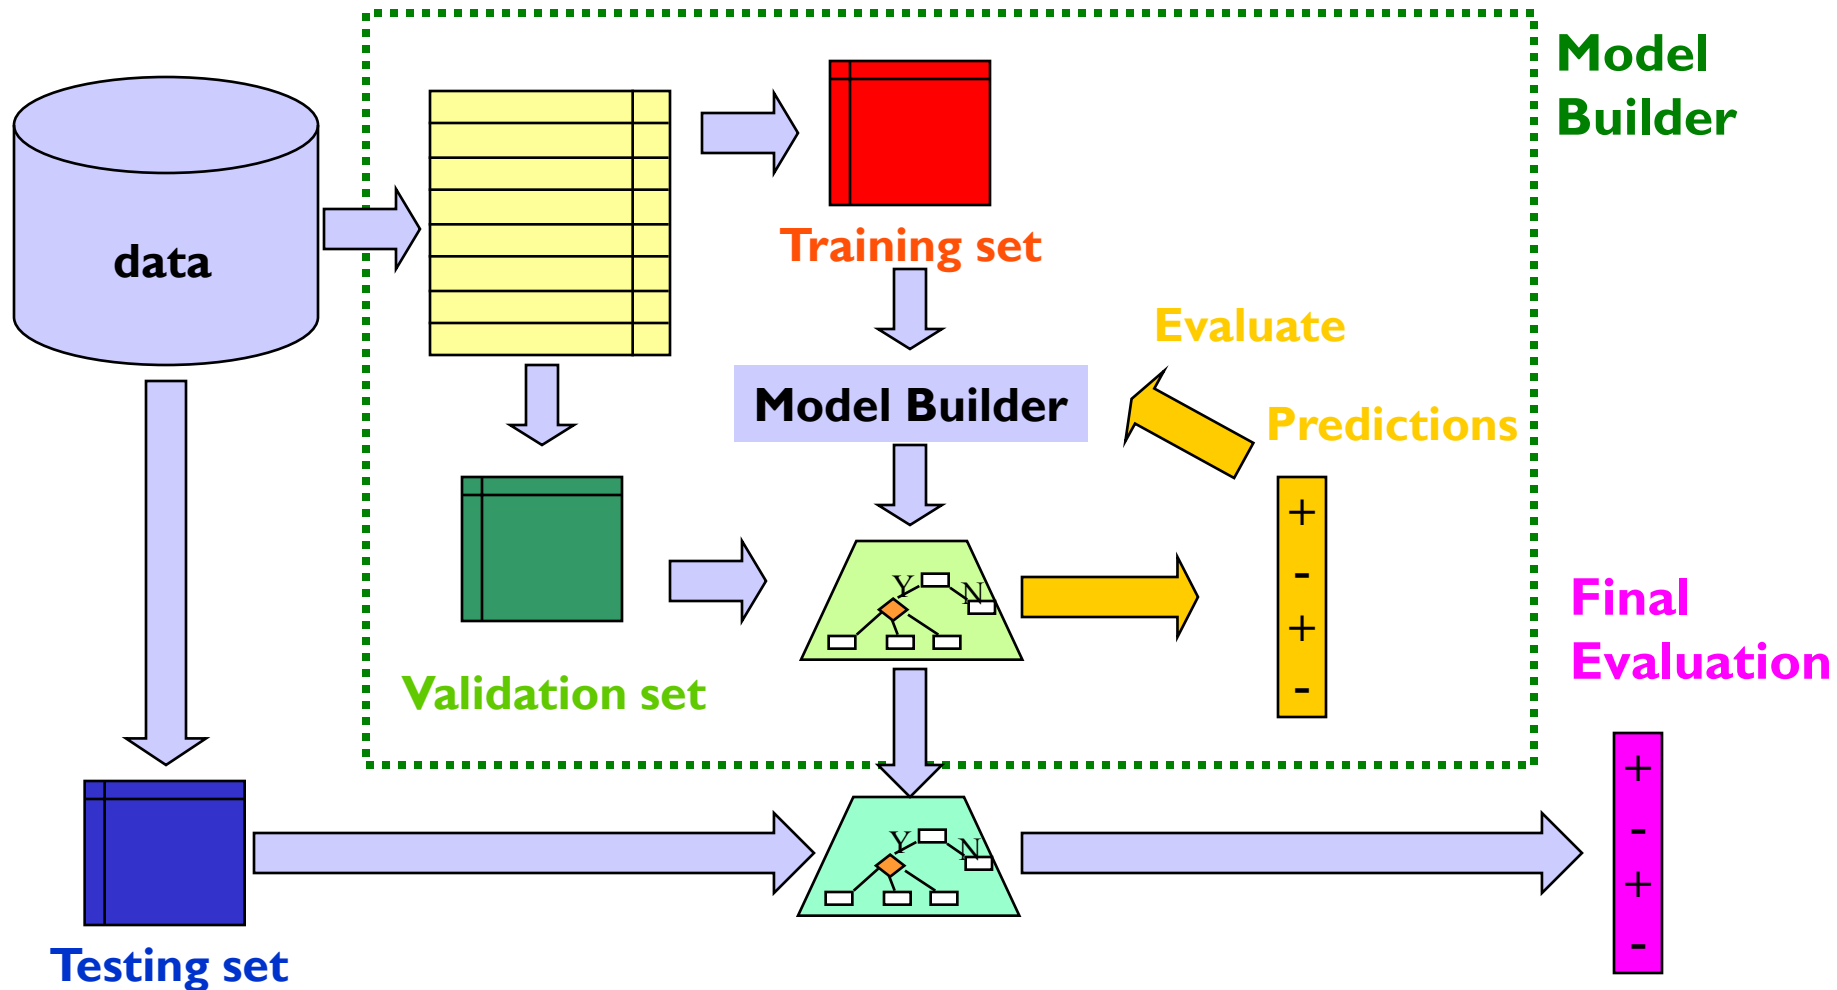 Model
Builder
data
Training set
Evaluate
Model Builder
Predictions
+
-
+
-
Y
N
Validation set
Final
Evaluation
Y
N
+
-
+
-
Testing set